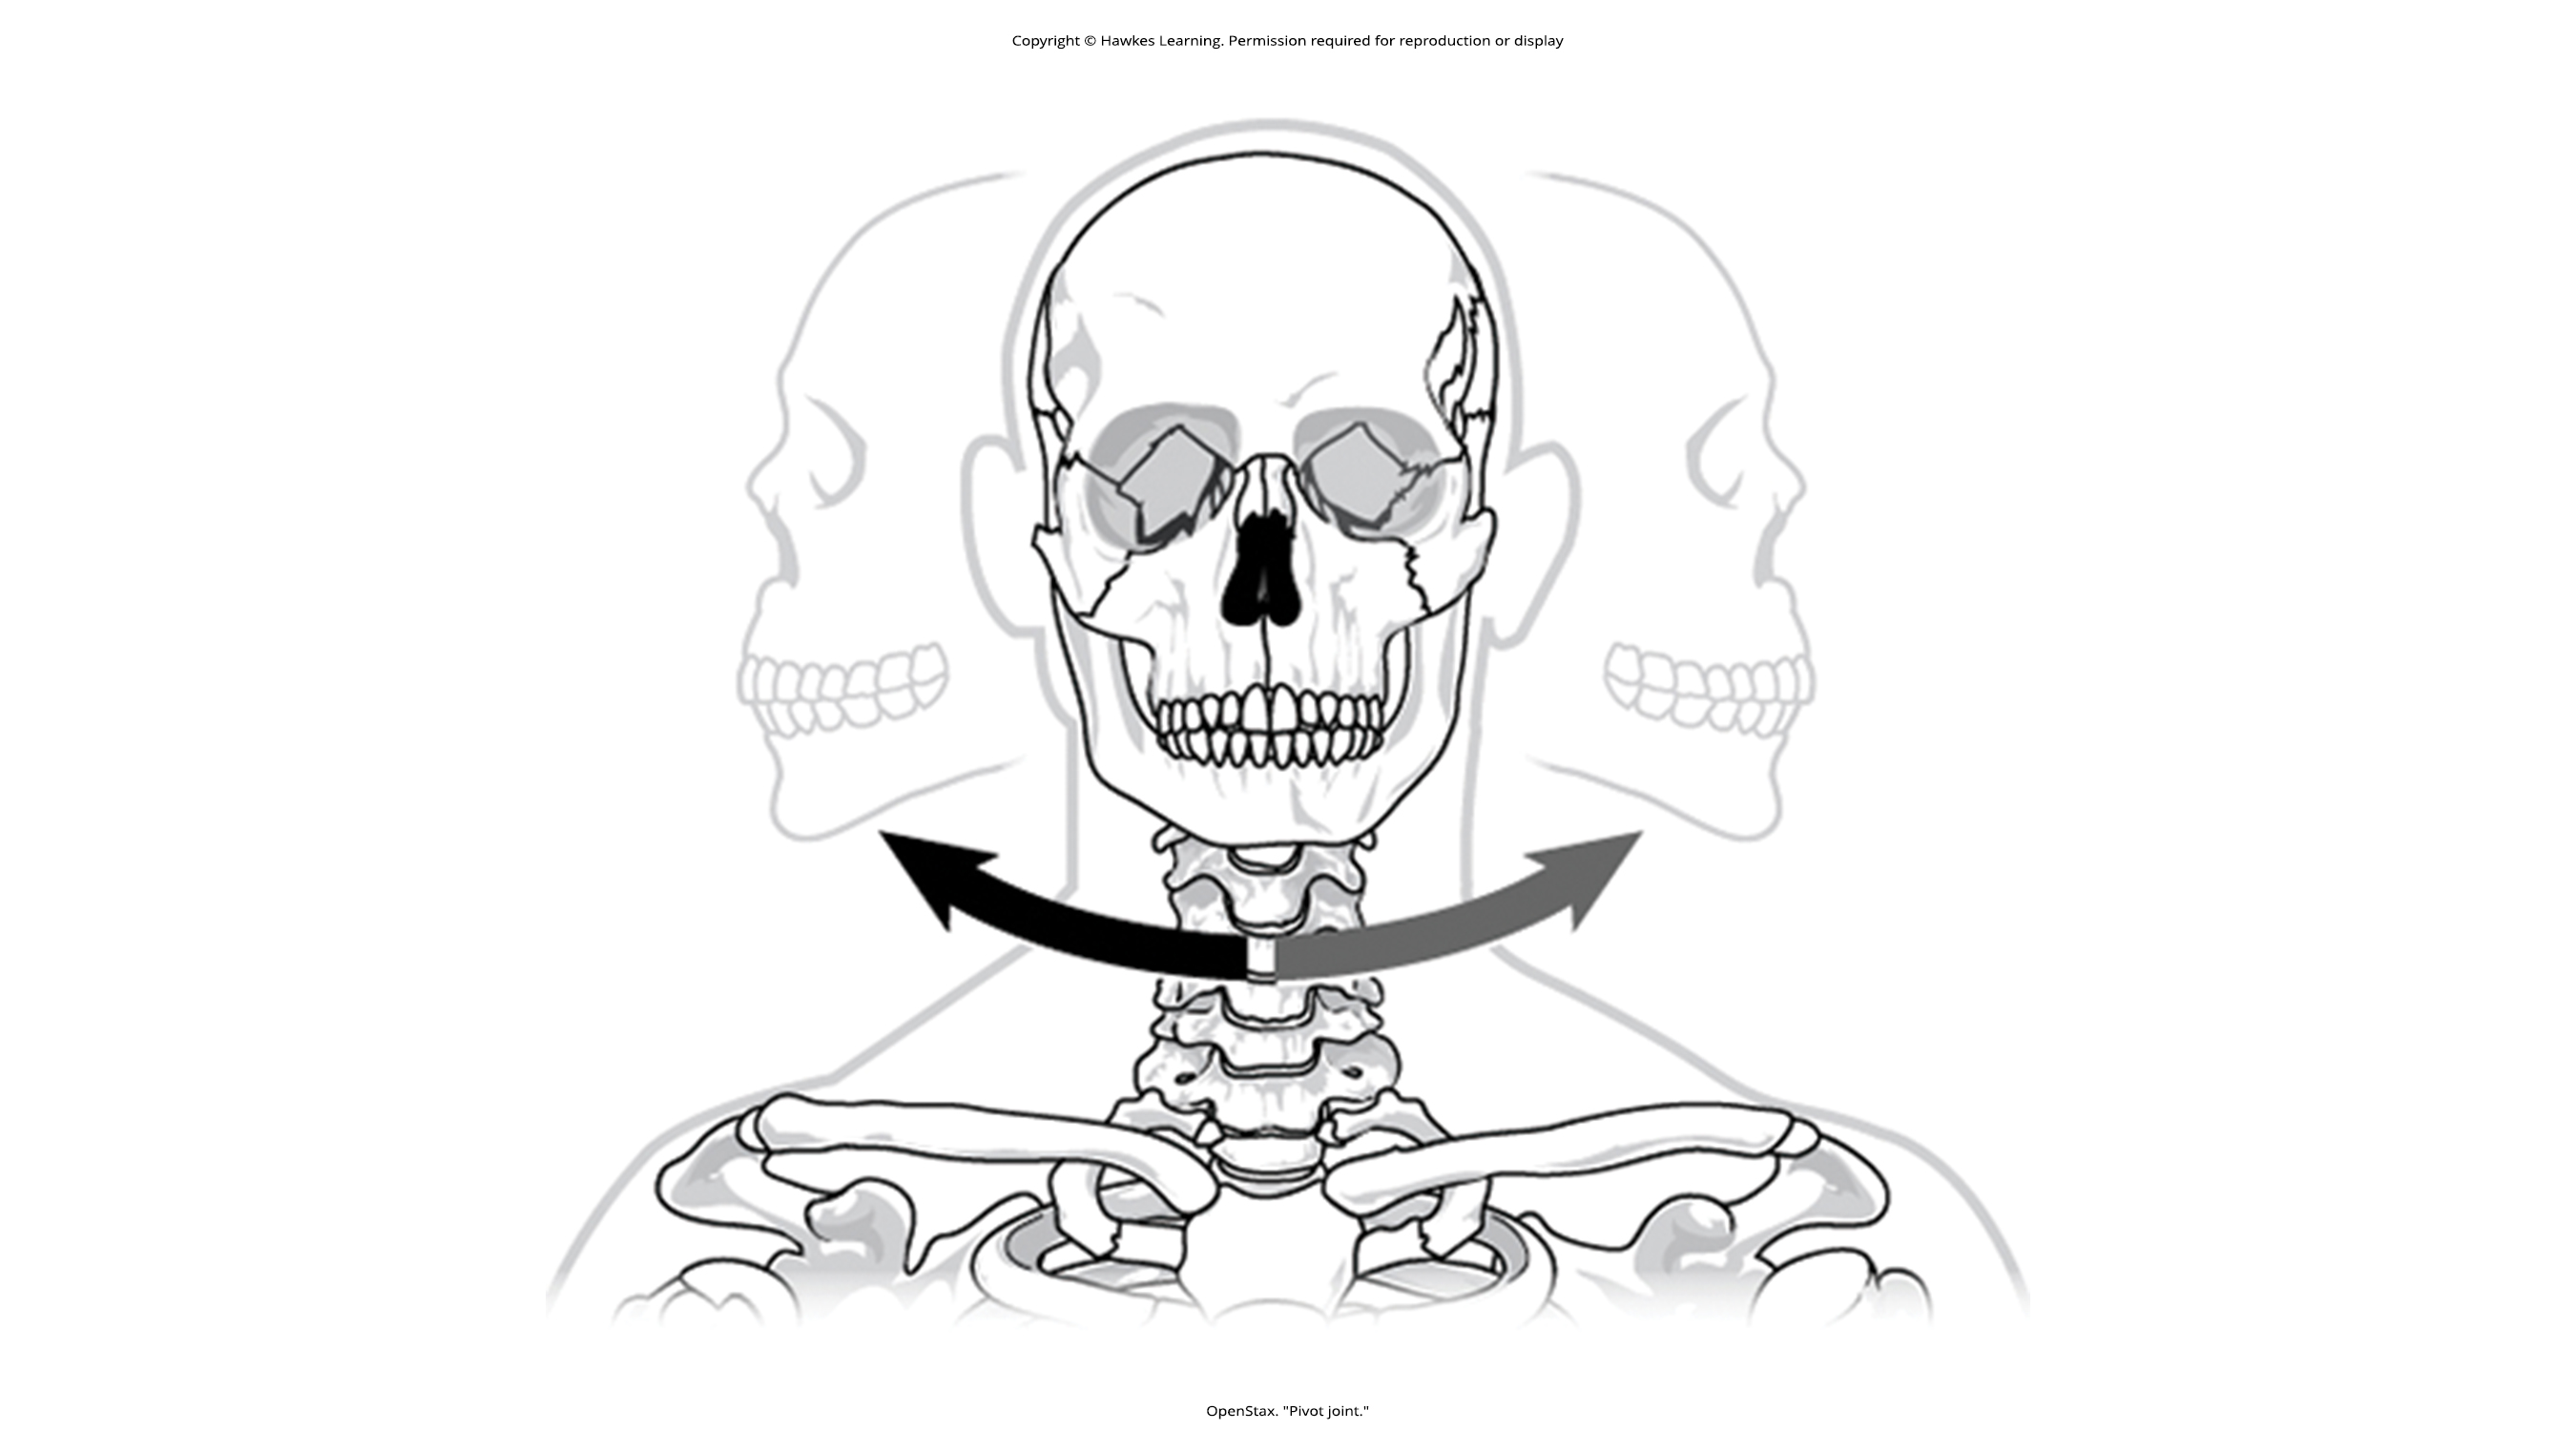 Copyright © Hawkes Learning. Permission required for reproduction or display
OpenStax. "Pivot joint."